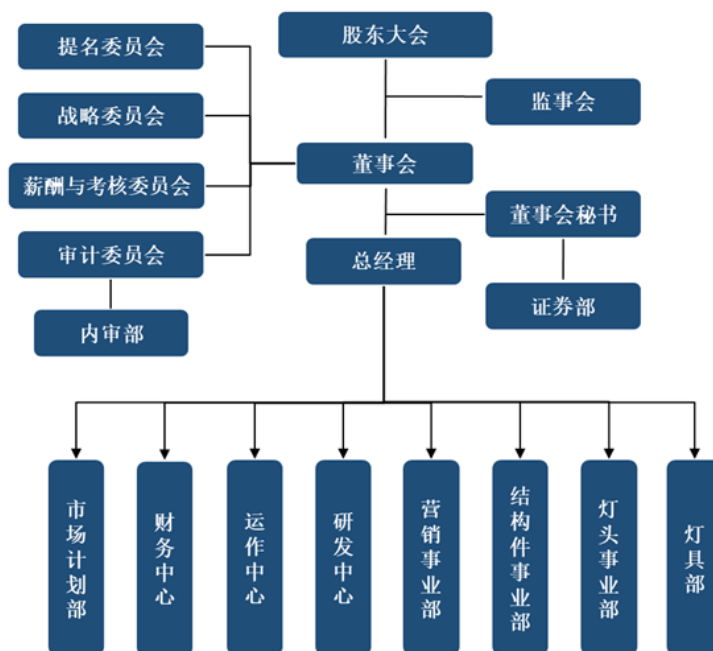 股东大会
提名委员会
监事会
战略委员会
董事会
薪酬与考核委员会
董事会秘书
审计委员会
总经理
证券部
内审部
市场计划部
财务中心
运作中心
研发中心
营销事业部
结构件事业部
灯头事业部
灯具部